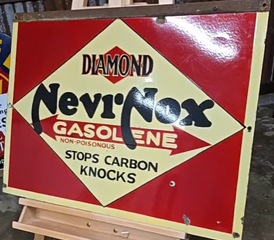 DIAMOND
NevrNox
GASOLENE
NON-POISONOUS
STOPS CARBON
KNOCKS